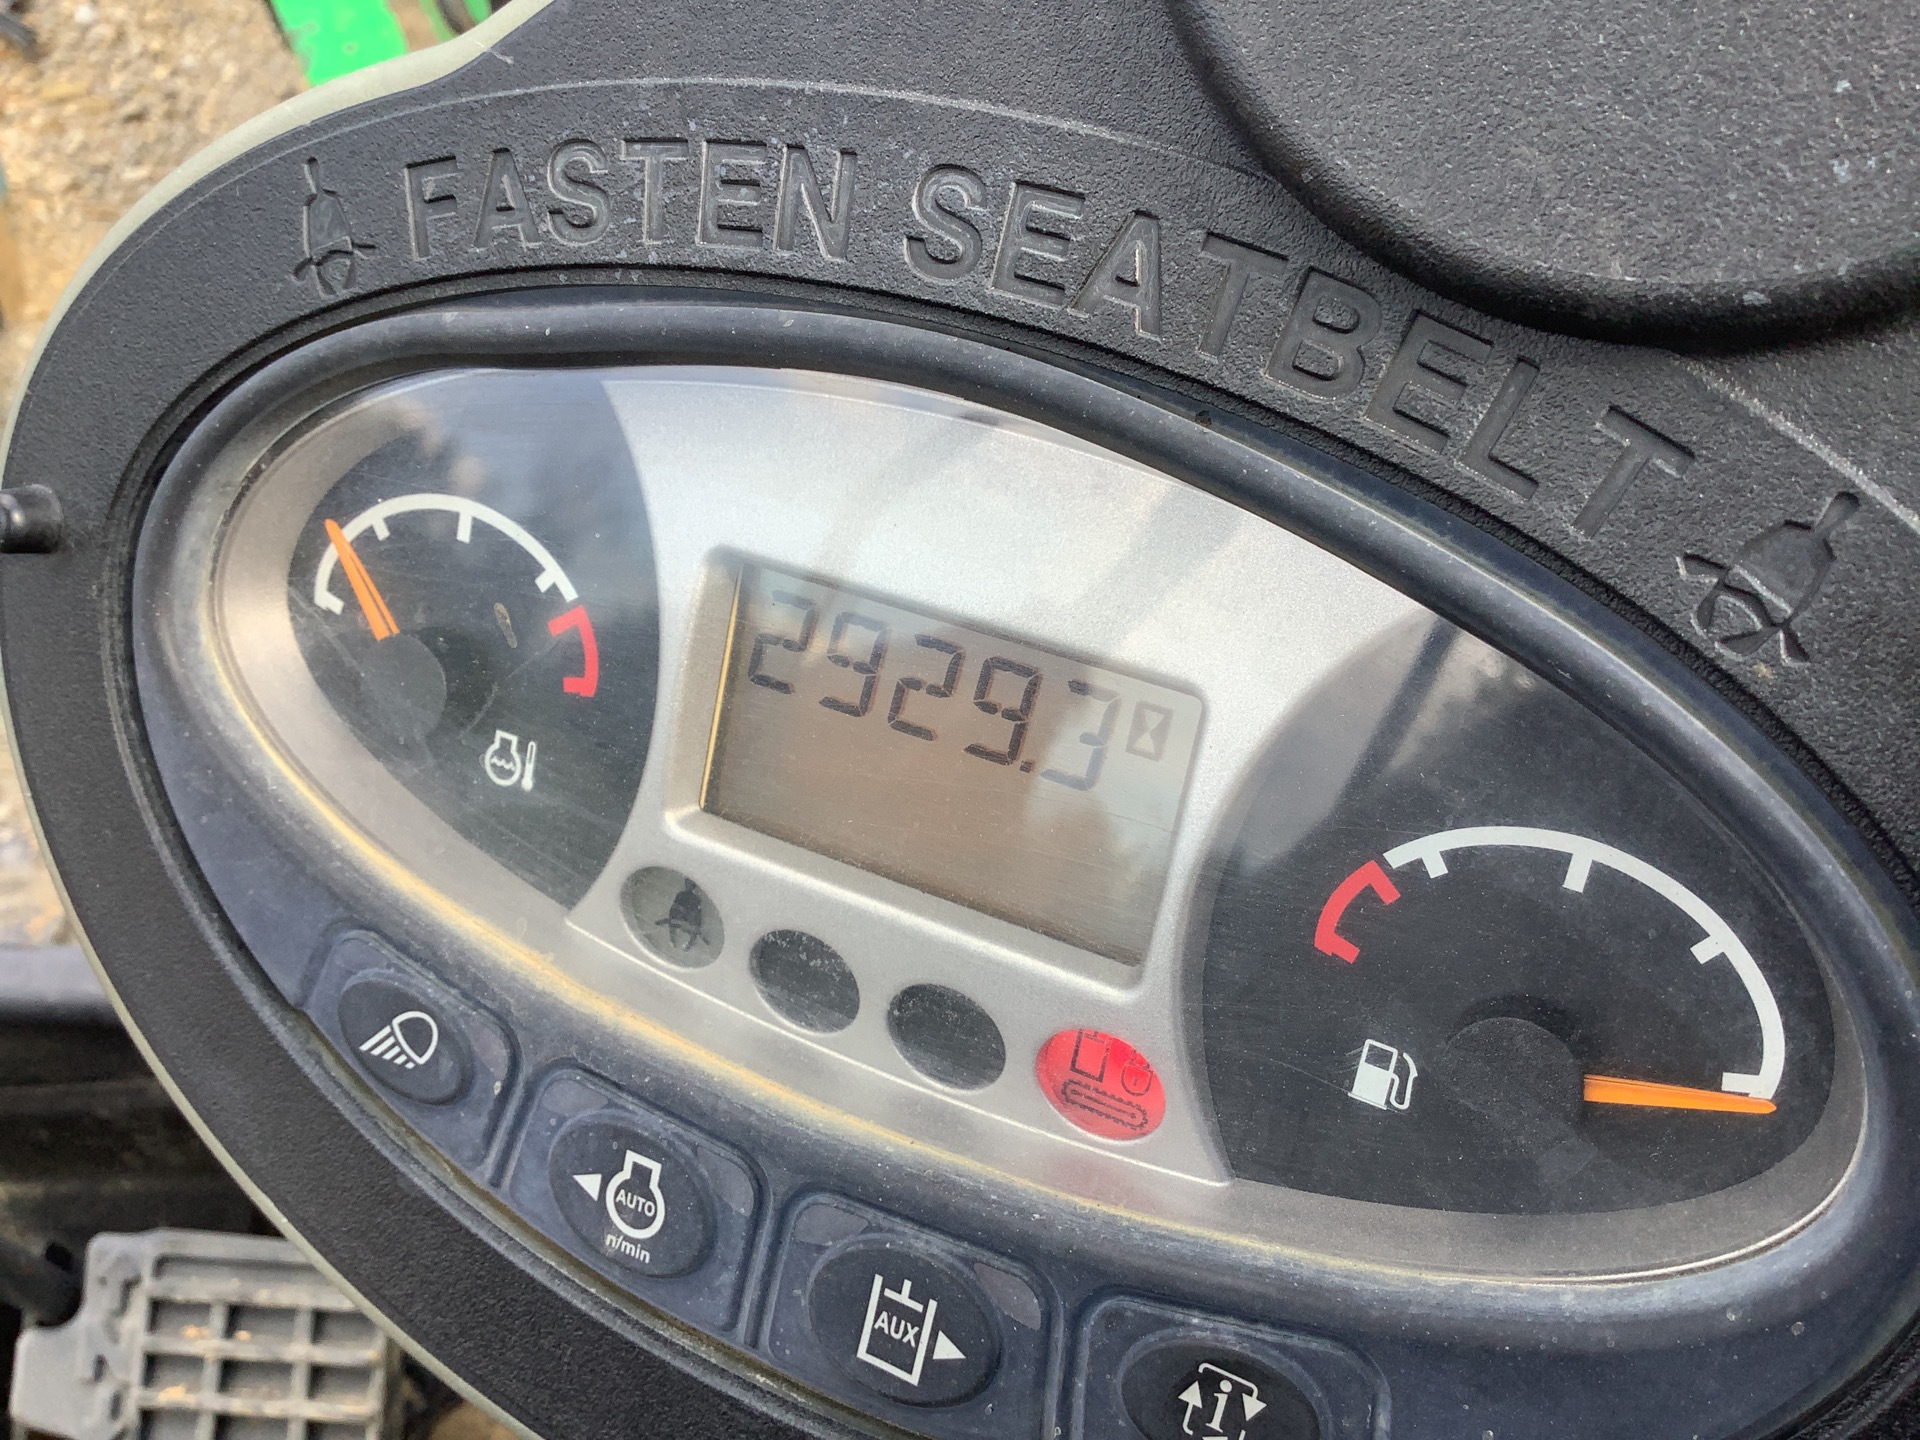 FASTEN SEATBELT
2929.3
AUTO
n/min
AUX
i